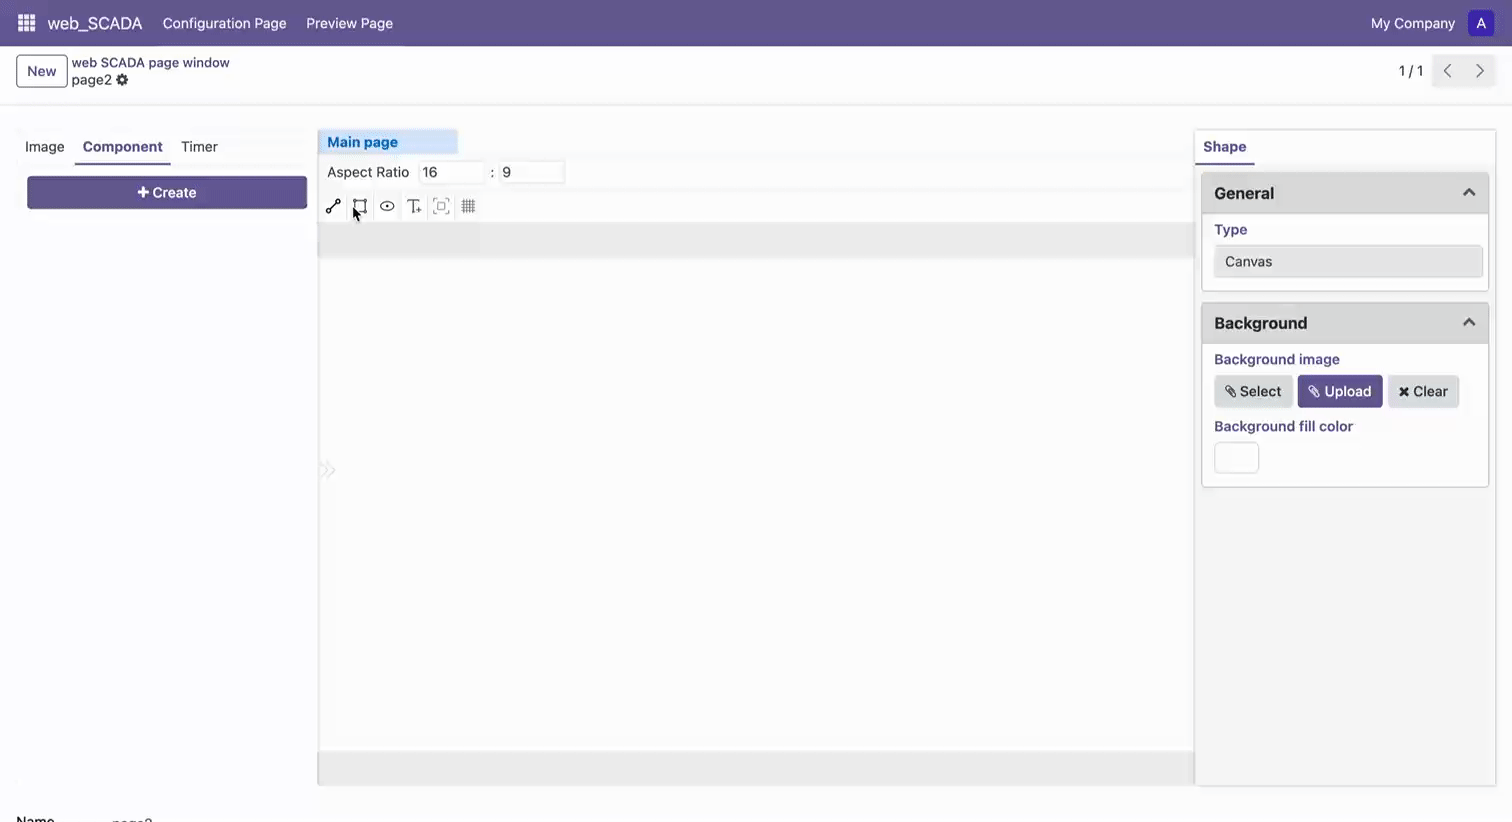 web_SCADA Configuration Page Preview Page My Company A
New web SCADA page window
page2
1 / 1
Image Component Timer
Create
Main page
Aspect Ratio 16 : 9
Shape
General
Type
Canvas
Background
Background image
Select Upload Clear
Background fill color
Name page2